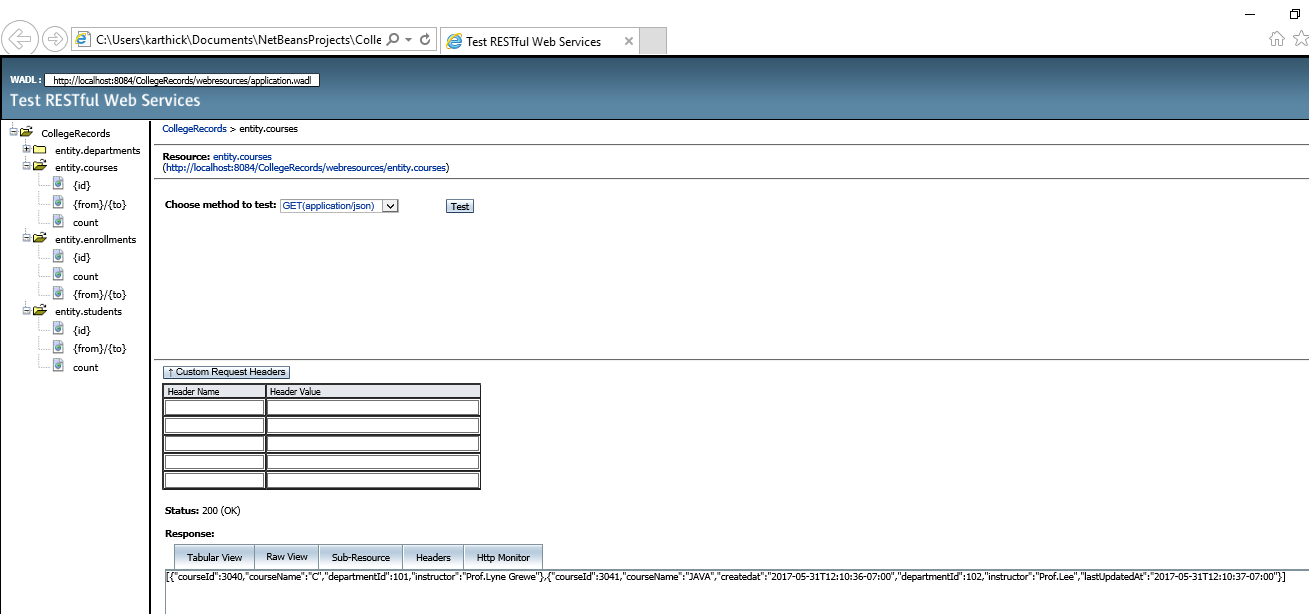 C:\Users\karthick\Documents\NetBeansProjects\Colle
Test RESTful Web Services
WADL : http://localhost:8084/CollegeRecords/webresources/application.wadl
Test RESTful Web Services
CollegeRecords
entity.departments
entity.courses
{id}
{from}/{to}
count
entity.enrollments
{id}
count
{from}/{to}
entity.students
{id}
{from}/{to}
count
CollegeRecords > entity.courses
Resource: entity.courses
(http://localhost:8084/CollegeRecords/webresources/entity.courses)
Choose method to test: GET(application/json) Test
↑ Custom Request Headers
Header Name Header Value
Status: 200 (OK)
Response:
Tabular View Raw View Sub-Resource Headers Http Monitor
[{"courseId":3040,"courseName":"C","departmentId":101,"instructor":"Prof.Lyne Grewe"},{"courseId":3041,"courseName":"JAVA","createdat":"2017-05-31T12:10:36-07:00","departmentId":102,"instructor":"Prof.Lee","lastUpdatedAt":"2017-05-31T12:10:37-07:00"}]